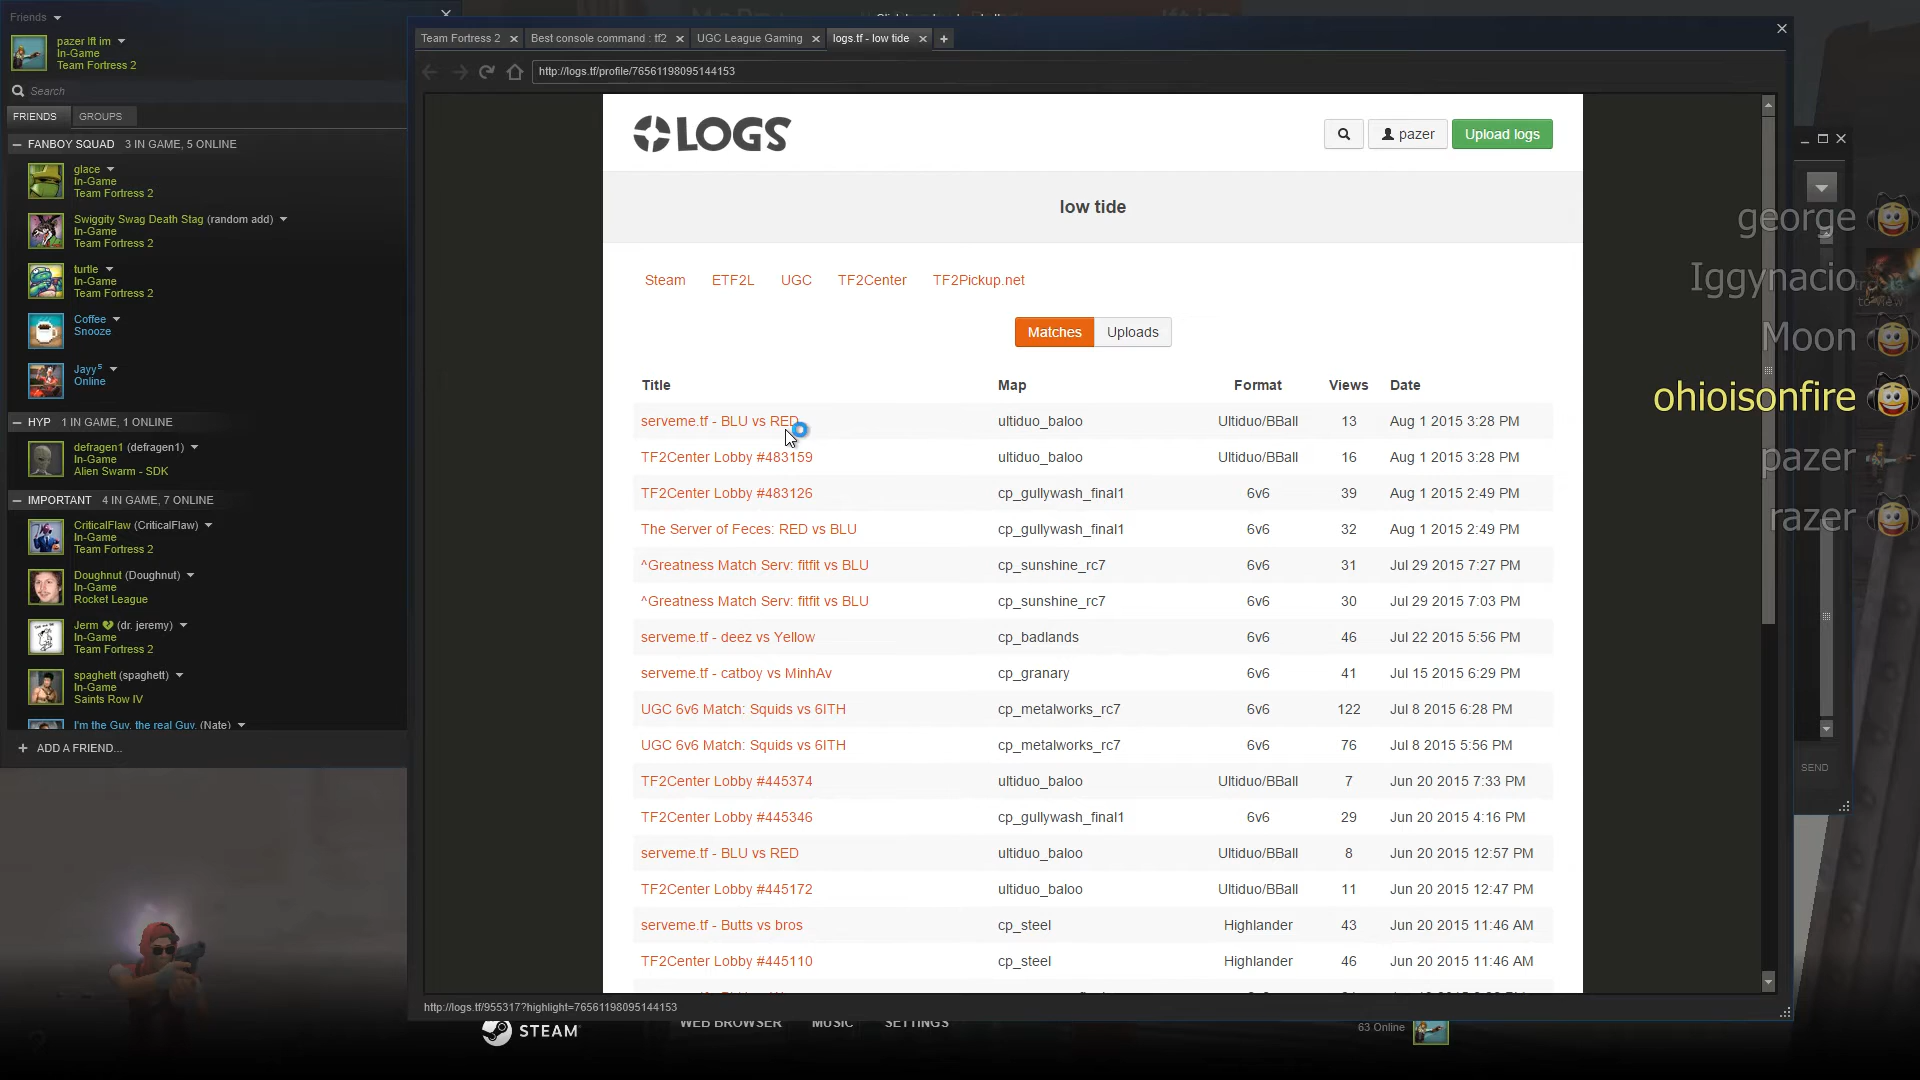 Friends
pazer lft im
In-Game
Team Fortress 2
Search
FRIENDS GROUPS
FANBOY SQUAD 3 IN GAME, 5 ONLINE
glace
In-Game
Team Fortress 2
Swiggity Swag Death Stag (random add)
In-Game
Team Fortress 2
turtle
In-Game
Team Fortress 2
Coffee
Snooze
Jayyˢ
Online
HYP 1 IN GAME, 1 ONLINE
defragen1 (defragen1)
In-Game
Alien Swarm - SDK
IMPORTANT 4 IN GAME, 7 ONLINE
CriticalFlaw (CriticalFlaw)
In-Game
Team Fortress 2
Doughnut (Doughnut)
In-Game
Rocket League
Jerm 💔 (dr. jeremy)
In-Game
Team Fortress 2
spaghett (spaghett)
In-Game
Saints Row IV
I'm the Guy, the real Guy. (Nate)
+ ADD A FRIEND...
Team Fortress 2 Best console command : tf2 UGC League Gaming logs.tf - low tide
http://logs.tf/profile/76561198095144153
LOGS
pazer Upload logs
low tide
Steam ETF2L UGC TF2Center TF2Pickup.net
Matches Uploads
Title Map Format Views Date
serveme.tf - BLU vs RED ultiduo_baloo Ultiduo/BBall 13 Aug 1 2015 3:28 PM
TF2Center Lobby #483159 ultiduo_baloo Ultiduo/BBall 16 Aug 1 2015 3:28 PM
TF2Center Lobby #483126 cp_gullywash_final1 6v6 39 Aug 1 2015 2:49 PM
The Server of Feces: RED vs BLU cp_gullywash_final1 6v6 32 Aug 1 2015 2:49 PM
^Greatness Match Serv: fitfit vs BLU cp_sunshine_rc7 6v6 31 Jul 29 2015 7:27 PM
^Greatness Match Serv: fitfit vs BLU cp_sunshine_rc7 6v6 30 Jul 29 2015 7:03 PM
serveme.tf - deez vs Yellow cp_badlands 6v6 46 Jul 22 2015 5:56 PM
serveme.tf - catboy vs MinhAv cp_granary 6v6 41 Jul 15 2015 6:29 PM
UGC 6v6 Match: Squids vs 6ITH cp_metalworks_rc7 6v6 122 Jul 8 2015 6:28 PM
UGC 6v6 Match: Squids vs 6ITH cp_metalworks_rc7 6v6 76 Jul 8 2015 5:56 PM
TF2Center Lobby #445374 ultiduo_baloo Ultiduo/BBall 7 Jun 20 2015 7:33 PM
TF2Center Lobby #445346 cp_gullywash_final1 6v6 29 Jun 20 2015 4:16 PM
serveme.tf - BLU vs RED ultiduo_baloo Ultiduo/BBall 8 Jun 20 2015 12:57 PM
TF2Center Lobby #445172 ultiduo_baloo Ultiduo/BBall 11 Jun 20 2015 12:47 PM
serveme.tf - Butts vs bros cp_steel Highlander 43 Jun 20 2015 11:46 AM
TF2Center Lobby #445110 cp_steel Highlander 46 Jun 20 2015 11:46 AM
http://logs.tf/955317?highlight=76561198095144153
STEAM WEB BROWSER MUSIC SETTINGS
63 Online
george
Iggynacio
to view
Moon
ohioisonfire
pazer
razer
SEND